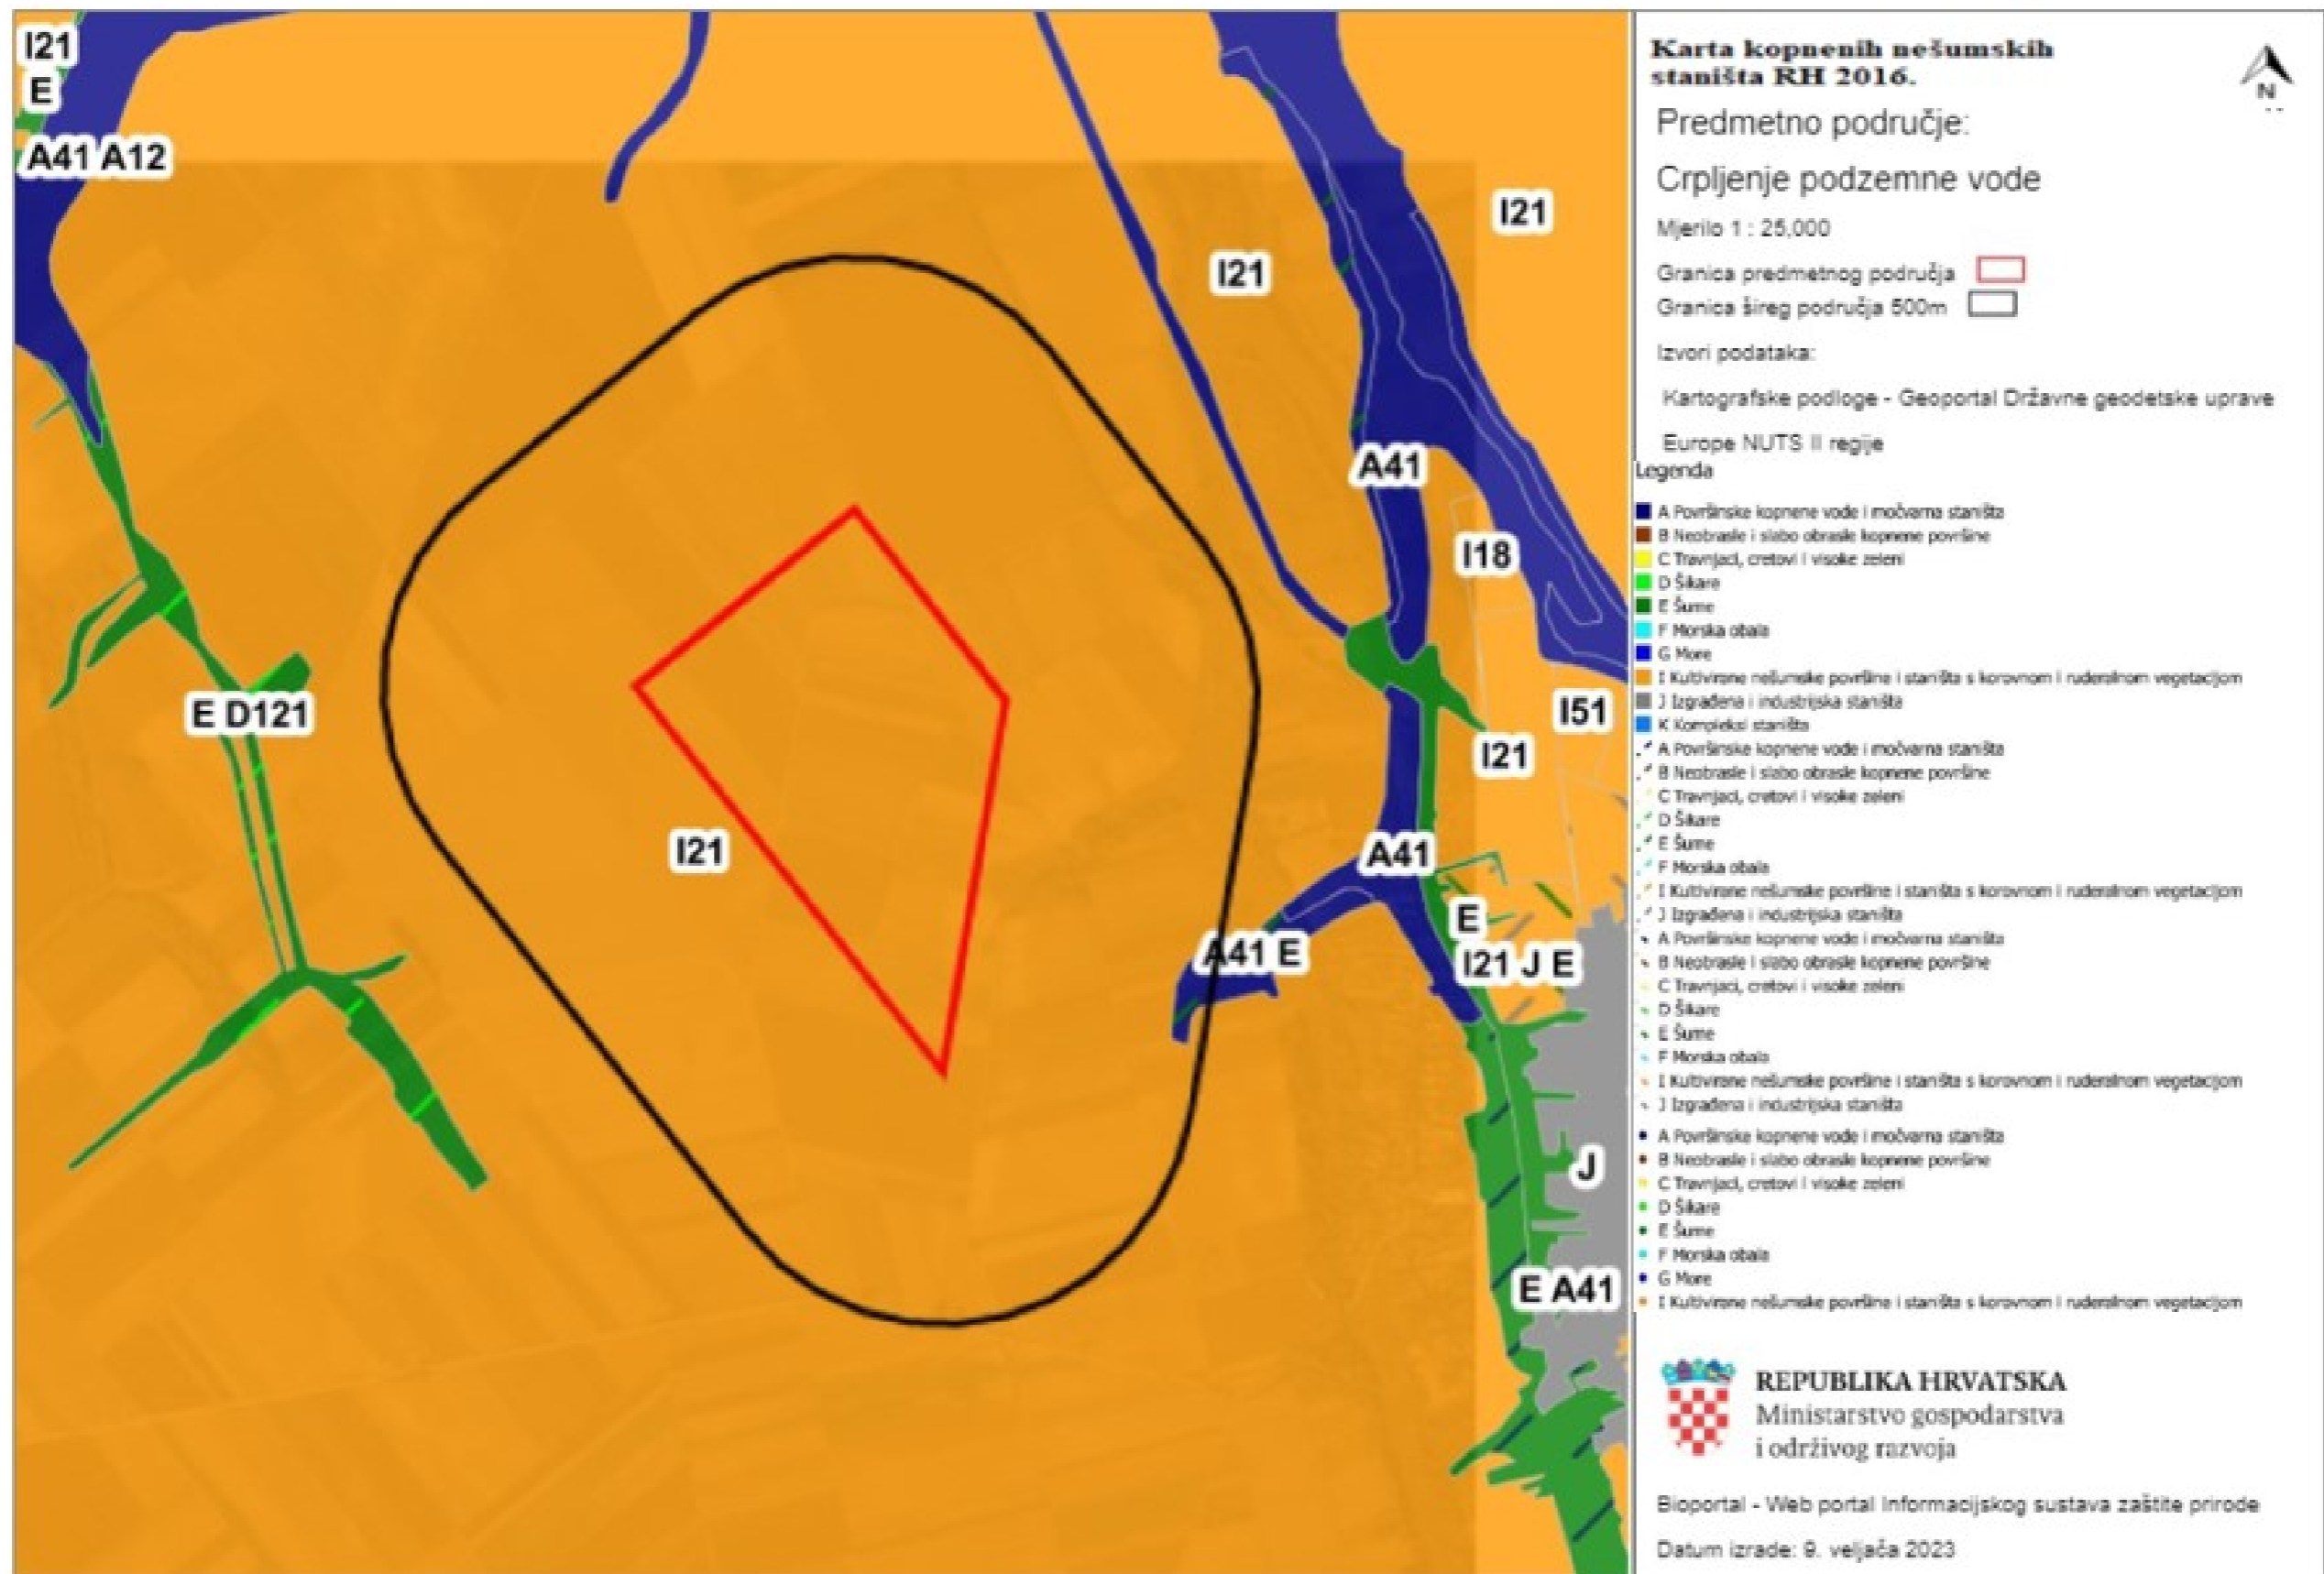 I21
E
A41 A12
I21
I21
A41
I18
E D121
I51
I21
I21
A41
E
A41 E
I21 J E
J
E A41
Karta kopnenih nešumskih
staništa RH 2016.
N
Predmetno područje:
Crpljenje podzemne vode
Mjerilo 1 : 25,000
Granica predmetnog područja
Granica šireg područja 500m
Izvori podataka:
Kartografske podloge - Geoportal Državne geodetske uprave
Europe NUTS II regije
Legenda
A Površinske kopnene vode i močvarna staništa
B Neobrasle i slabo obrasle kopnene površine
C Travnjaci, cretovi i visoke zeleni
D Šikare
E Šume
F Morska obala
G More
I Kultivirane nešumske površine i staništa s korovnom i ruderalnom vegetacijom
J Izgrađena i industrijska staništa
K Kompleksi staništa
A Površinske kopnene vode i močvarna staništa
B Neobrasle i slabo obrasle kopnene površine
C Travnjaci, cretovi i visoke zeleni
D Šikare
E Šume
F Morska obala
I Kultivirane nešumske površine i staništa s korovnom i ruderalnom vegetacijom
J Izgrađena i industrijska staništa
A Površinske kopnene vode i močvarna staništa
B Neobrasle i slabo obrasle kopnene površine
C Travnjaci, cretovi i visoke zeleni
D Šikare
E Šume
F Morska obala
I Kultivirane nešumske površine i staništa s korovnom i ruderalnom vegetacijom
J Izgrađena i industrijska staništa
A Površinske kopnene vode i močvarna staništa
B Neobrasle i slabo obrasle kopnene površine
C Travnjaci, cretovi i visoke zeleni
D Šikare
E Šume
F Morska obala
G More
I Kultivirane nešumske površine i staništa s korovnom i ruderalnom vegetacijom
REPUBLIKA HRVATSKA
Ministarstvo gospodarstva
i održivog razvoja
Bioportal - Web portal Informacijskog sustava zaštite prirode
Datum izrade: 9. veljača 2023